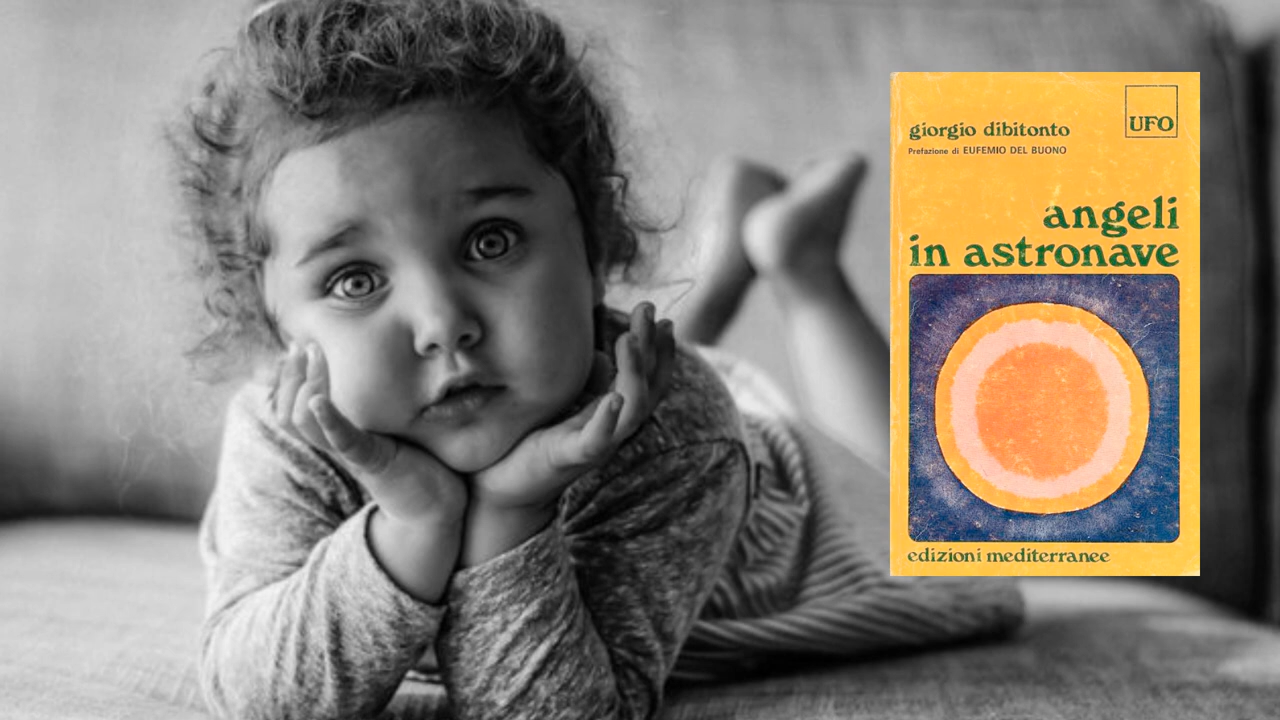 giorgio dibitonto
UFO
Prefazione di EUFEMIO DEL BUONO
angeli
in astronave
edizioni mediterranee